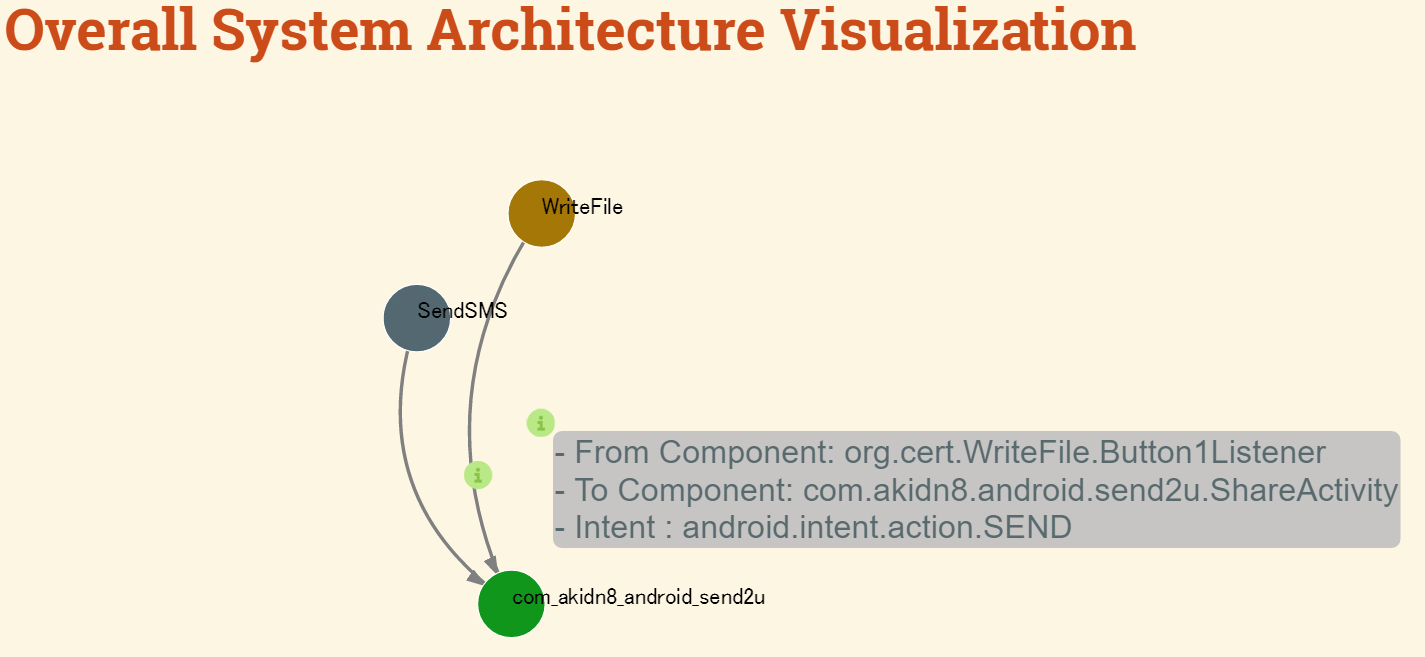 Overall System Architecture Visualization
WriteFile
SendSMS
- From Component: org.cert.WriteFile.Button1Listener
- To Component: com.akidn8.android.send2u.ShareActivity
- Intent : android.intent.action.SEND
com_akidn8_android_send2u